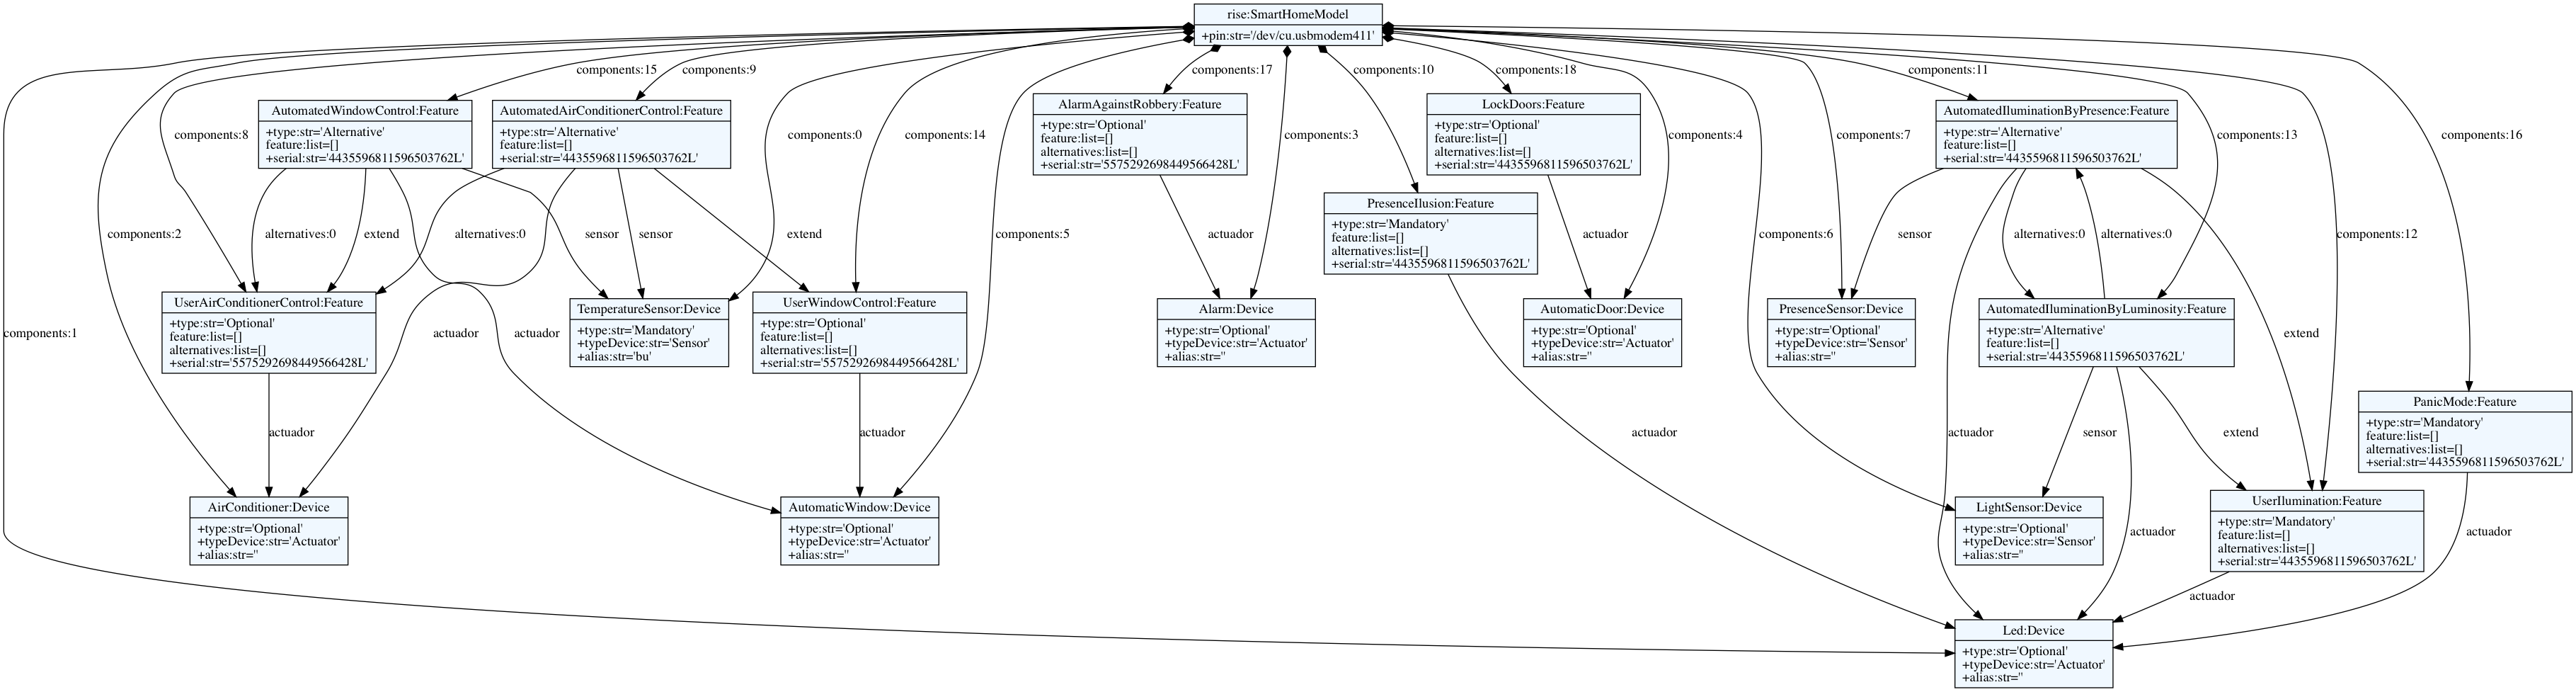 rise:SmartHomeModel
+pin:str='/dev/cu.usbmodem411'
components:15
components:9
components:17
components:10
components:18
components:11
AutomatedWindowControl:Feature
+type:str='Alternative'
feature:list=[]
+serial:str='4435596811596503762L'
AutomatedAirConditionerControl:Feature
+type:str='Alternative'
feature:list=[]
+serial:str='4435596811596503762L'
AlarmAgainstRobbery:Feature
+type:str='Optional'
feature:list=[]
alternatives:list=[]
+serial:str='5575292698449566428L'
LockDoors:Feature
+type:str='Optional'
feature:list=[]
alternatives:list=[]
+serial:str='4435596811596503762L'
AutomatedIluminationByPresence:Feature
+type:str='Alternative'
feature:list=[]
+serial:str='4435596811596503762L'
components:8
components:0
components:14
components:3
components:4
components:7
components:13
components:16
PresenceIlusion:Feature
+type:str='Mandatory'
feature:list=[]
alternatives:list=[]
+serial:str='4435596811596503762L'
components:2
alternatives:0
extend
alternatives:0
sensor
sensor
extend
components:5
actuador
actuador
components:6
sensor
alternatives:0
alternatives:0
components:12
UserAirConditionerControl:Feature
+type:str='Optional'
feature:list=[]
alternatives:list=[]
+serial:str='5575292698449566428L'
TemperatureSensor:Device
+type:str='Mandatory'
+typeDevice:str='Sensor'
+alias:str='bu'
UserWindowControl:Feature
+type:str='Optional'
feature:list=[]
alternatives:list=[]
+serial:str='5575292698449566428L'
Alarm:Device
+type:str='Optional'
+typeDevice:str='Actuator'
+alias:str=''
AutomaticDoor:Device
+type:str='Optional'
+typeDevice:str='Actuator'
+alias:str=''
PresenceSensor:Device
+type:str='Optional'
+typeDevice:str='Sensor'
+alias:str=''
AutomatedIluminationByLuminosity:Feature
+type:str='Alternative'
feature:list=[]
+serial:str='4435596811596503762L'
components:1
actuador
actuador
extend
PanicMode:Feature
+type:str='Mandatory'
feature:list=[]
alternatives:list=[]
+serial:str='4435596811596503762L'
actuador
actuador
actuador
actuador
sensor
extend
AirConditioner:Device
+type:str='Optional'
+typeDevice:str='Actuator'
+alias:str=''
AutomaticWindow:Device
+type:str='Optional'
+typeDevice:str='Actuator'
+alias:str=''
LightSensor:Device
+type:str='Optional'
+typeDevice:str='Sensor'
+alias:str=''
actuador
UserIlumination:Feature
+type:str='Mandatory'
feature:list=[]
alternatives:list=[]
+serial:str='4435596811596503762L'
actuador
actuador
Led:Device
+type:str='Optional'
+typeDevice:str='Actuator'
+alias:str=''